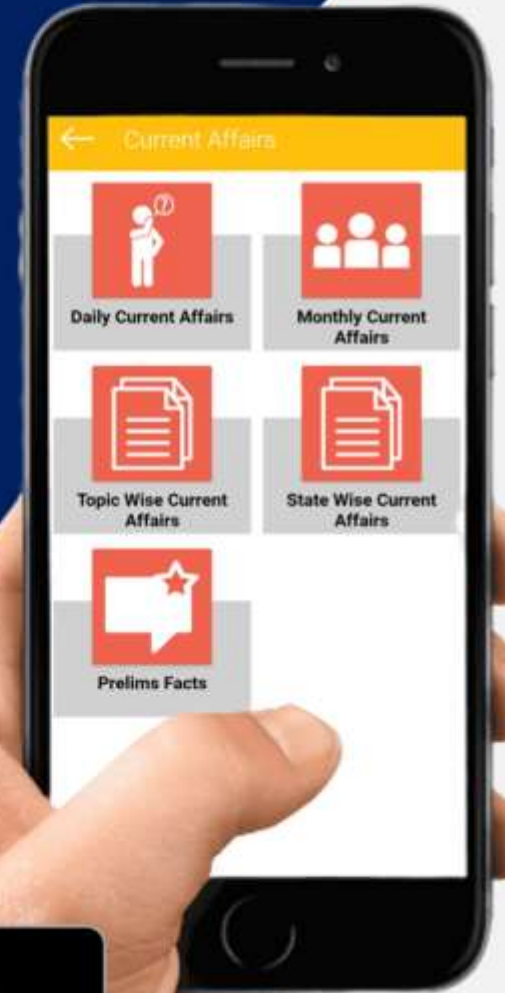 Current Affairs
Daily Current Affairs
Monthly Current
Affairs
Topic Wise Current
Affairs
State Wise Current
Affairs
Prelims Facts